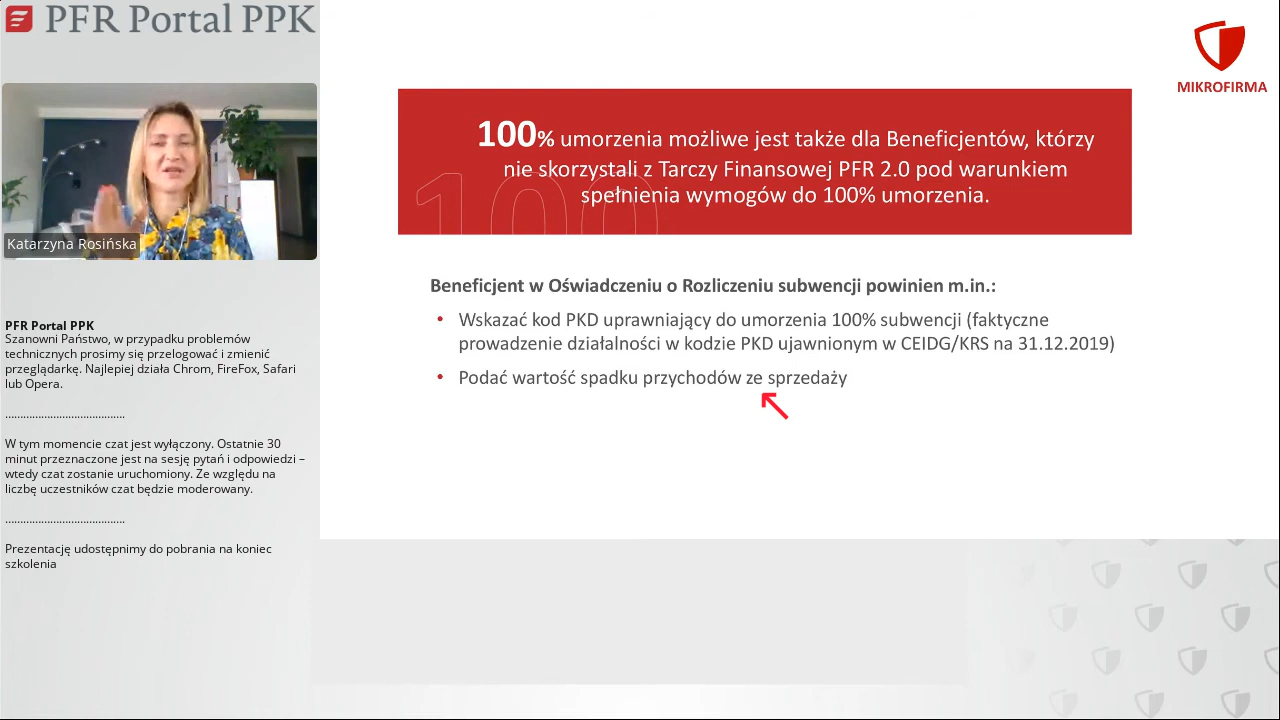 PFR Portal PPK
Katarzyna Rosińska
PFR Portal PPK
Szanowni Państwo, w przypadku problemów
technicznych prosimy się przelogować i zmienić
przeglądarkę. Najlepiej działa Chrom, FireFox, Safari
lub Opera.
........................................
W tym momencie czat jest wyłączony. Ostatnie 30
minut przeznaczone jest na sesję pytań i odpowiedzi –
wtedy czat zostanie uruchomiony. Ze względu na
liczbę uczestników czat będzie moderowany.
........................................
Prezentację udostępnimy do pobrania na koniec
szkolenia
MIKROFIRMA
100% umorzenia możliwe jest także dla Beneficjentów, którzy
nie skorzystali z Tarczy Finansowej PFR 2.0 pod warunkiem
spełnienia wymogów do 100% umorzenia.
100
Beneficjent w Oświadczeniu o Rozliczeniu subwencji powinien m.in.:
• Wskazać kod PKD uprawniający do umorzenia 100% subwencji (faktyczne
prowadzenie działalności w kodzie PKD ujawnionym w CEIDG/KRS na 31.12.2019)
• Podać wartość spadku przychodów ze sprzedaży